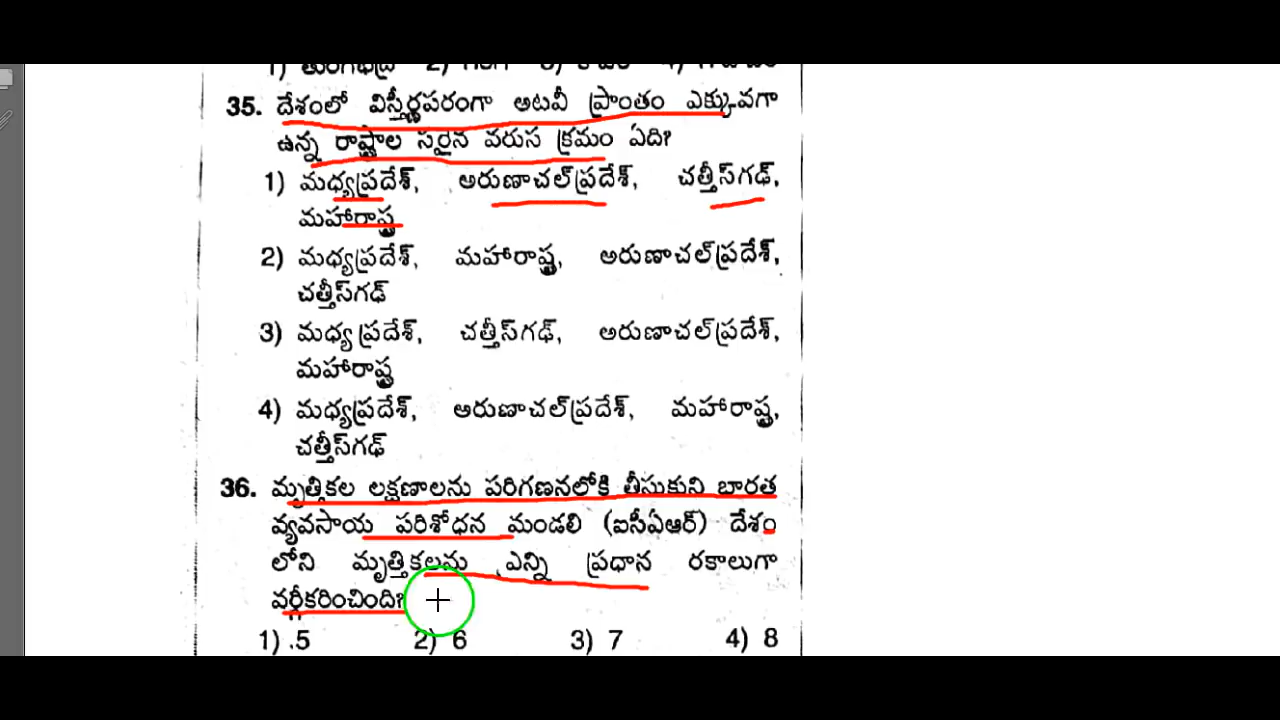 35. దేశంలో విస్తీర్ణపరంగా అటవీ ప్రాంతం ఎక్కువగా
ఉన్న రాష్ట్రాల సరైన వరుస క్రమం ఏది?
1) మధ్యప్రదేశ్, అరుణాచల్‌ప్రదేశ్, చత్తీస్‌గఢ్,
మహారాష్ట్ర
2) మధ్యప్రదేశ్, మహారాష్ట్ర, అరుణాచల్‌ప్రదేశ్,
చత్తీస్‌గఢ్
3) మధ్య ప్రదేశ్, చత్తీస్‌గఢ్, అరుణాచల్‌ప్రదేశ్,
మహారాష్ట్ర
4) మధ్యప్రదేశ్, అరుణాచల్‌ప్రదేశ్, మహారాష్ట్ర,
చత్తీస్‌గఢ్
36. మృత్తికల లక్షణాలను పరిగణనలోకి తీసుకుని బారత
వ్యవసాయ పరిశోధన మండలి (ఐసీఏఆర్) దేశం
లోని మృత్తికలను ఎన్ని ప్రధాన రకాలుగా
వర్గీకరించింది?
1) .5 2) 6 3) 7 4) 8